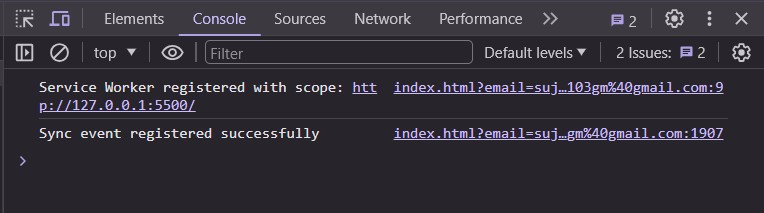 Elements Console Sources Network Performance 2
top Filter Default levels 2 Issues: 2
Service Worker registered with scope: htt index.html?email=suj…103gm%40gmail.com:9
p://127.0.0.1:5500/
Sync event registered successfully index.html?email=suj…gm%40gmail.com:1907